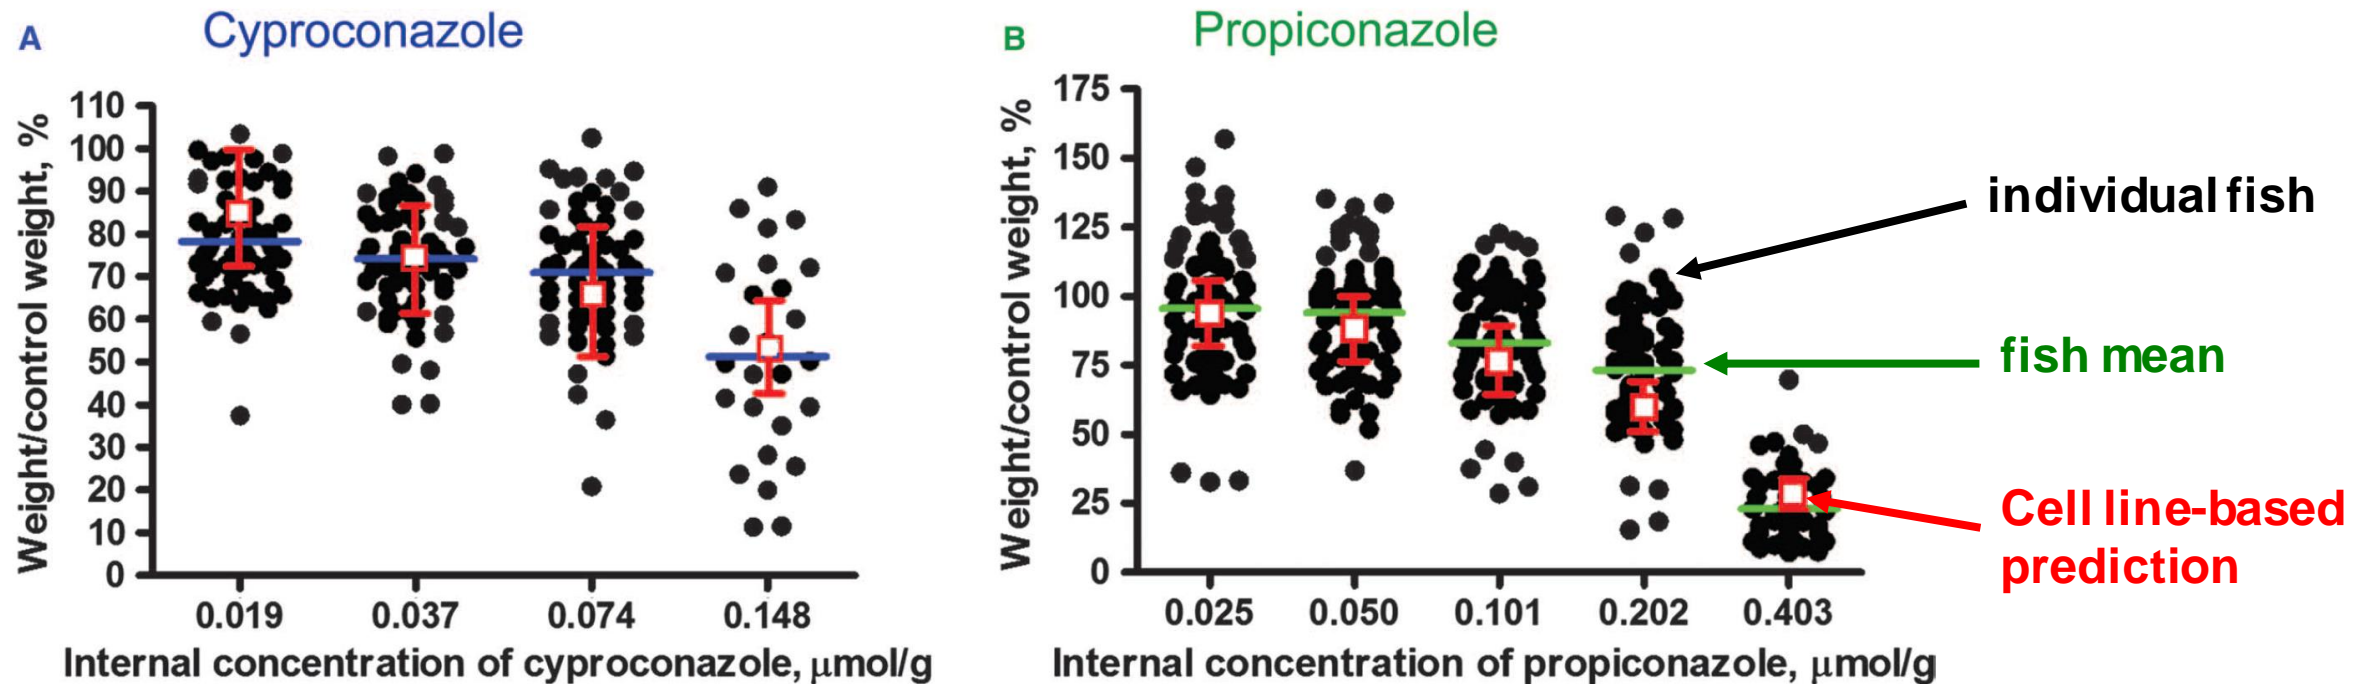 A
Cyproconazole
Weight/control weight, %
110
100
90
80
70
60
50
40
30
20
10
0
0.019 0.037 0.074 0.148
Internal concentration of cyproconazole, μmol/g
B
Propiconazole
Weight/control weight, %
175
150
125
100
75
50
25
0
0.025 0.050 0.101 0.202 0.403
Internal concentration of propiconazole, μmol/g
individual fish
fish mean
Cell line-based
prediction